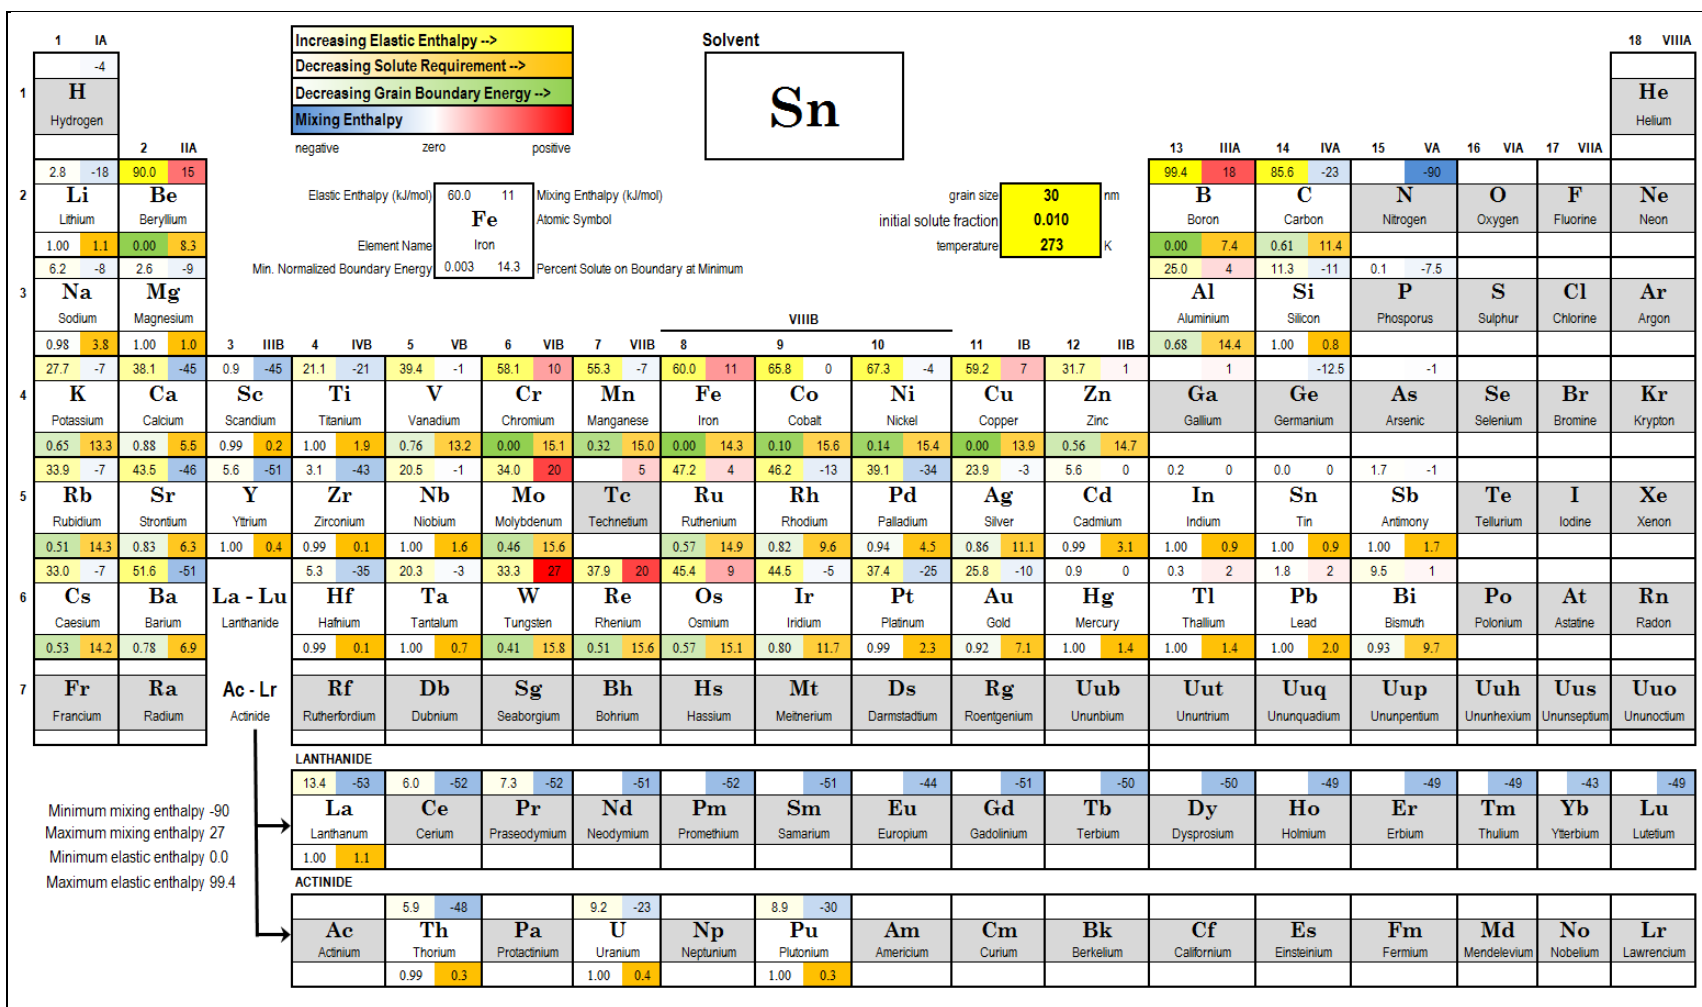 1 IA
Increasing Elastic Enthalpy -->
Solvent
18 VIIIA
-4
Decreasing Solute Requirement -->
1 H He
Decreasing Grain Boundary Energy -->
Sn
Hydrogen Helium
Mixing Enthalpy
2 IIA
negative zero positive
13 IIIA 14 IVA 15 VA 16 VIA 17 VIIA
2.8 -18 90.0 15 99.4 18 85.6 -23 -90
2 Li Be B C N O F Ne
Elastic Enthalpy (kJ/mol) 60.0 11 Mixing Enthalpy (kJ/mol)
grain size 30 nm
Lithium Beryllium Boron Carbon Nitrogen Oxygen Fluorine Neon
Fe Atomic Symbol
initial solute fraction 0.010
1.00 1.1 0.00 8.3 0.00 7.4 0.61 11.4
Element Name Iron
temperature 273 K
6.2 -8 2.6 -9 25.0 4 11.3 -11 0.1 -7.5
Min. Normalized Boundary Energy 0.003 14.3 Percent Solute on Boundary at Minimum
3 Na Mg Al Si P S Cl Ar
Sodium Magnesium Aluminium Silicon Phosporus Sulphur Chlorine Argon
VIIIB
0.98 3.8 1.00 1.0 3 IIIB 4 IVB 5 VB 6 VIB 7 VIIB 8 9 10 11 IB 12 IIB 0.68 14.4 1.00 0.8
27.7 -7 38.1 -45 0.9 -45 21.1 -21 39.4 -1 58.1 10 55.3 -7 60.0 11 65.8 0 67.3 -4 59.2 7 31.7 1 1 -12.5 -1
4 K Ca Sc Ti V Cr Mn Fe Co Ni Cu Zn Ga Ge As Se Br Kr
Potassium Calcium Scandium Titanium Vanadium Chromium Manganese Iron Cobalt Nickel Copper Zinc Gallium Germanium Arsenic Selenium Bromine Krypton
0.65 13.3 0.88 5.5 0.99 0.2 1.00 1.9 0.76 13.2 0.00 15.1 0.32 15.0 0.00 14.3 0.10 15.6 0.14 15.4 0.00 13.9 0.56 14.7
33.9 -7 43.5 -46 5.6 -51 3.1 -43 20.5 -1 34.0 20 5 47.2 4 46.2 -13 39.1 -34 23.9 -3 5.6 0 0.2 0 0.0 0 1.7 -1
5 Rb Sr Y Zr Nb Mo Tc Ru Rh Pd Ag Cd In Sn Sb Te I Xe
Rubidium Strontium Yttrium Zirconium Niobium Molybdenum Technetium Ruthenium Rhodium Palladium Silver Cadmium Indium Tin Antimony Tellurium Iodine Xenon
0.51 14.3 0.83 6.3 1.00 0.4 0.99 0.1 1.00 1.6 0.46 15.6 0.57 14.9 0.82 9.6 0.94 4.5 0.86 11.1 0.99 3.1 1.00 0.9 1.00 0.9 1.00 1.7
33.0 -7 51.6 -51 5.3 -35 20.3 -3 33.3 27 37.9 20 45.4 9 44.5 -5 37.4 -25 25.8 -10 0.9 0 0.3 2 1.8 2 9.5 1
6 Cs Ba La - Lu Hf Ta W Re Os Ir Pt Au Hg Tl Pb Bi Po At Rn
Caesium Barium Lanthanide Hafnium Tantalum Tungsten Rhenium Osmium Iridium Platinum Gold Mercury Thallium Lead Bismuth Polonium Astatine Radon
0.53 14.2 0.78 6.9 0.99 0.1 1.00 0.7 0.41 15.8 0.51 15.6 0.57 15.1 0.80 11.7 0.99 2.3 0.92 7.1 1.00 1.4 1.00 1.4 1.00 2.0 0.93 9.7
7 Fr Ra Ac - Lr Rf Db Sg Bh Hs Mt Ds Rg Uub Uut Uuq Uup Uuh Uus Uuo
Francium Radium Actinide Rutherfordium Dubnium Seaborgium Bohrium Hassium Meitnerium Darmstadtium Roentgenium Ununbium Ununtrium Ununquadium Ununpentium Ununhexium Ununseptium Ununoctium
LANTHANIDE
13.4 -53 6.0 -52 7.3 -52 -51 -52 -51 -44 -51 -50 -50 -49 -49 -49 -43 -49
La Ce Pr Nd Pm Sm Eu Gd Tb Dy Ho Er Tm Yb Lu
Lanthanum Cerium Praseodymium Neodymium Promethium Samarium Europium Gadolinium Terbium Dysprosium Holmium Erbium Thulium Ytterbium Lutetium
1.00 1.1
Minimum mixing enthalpy -90
Maximum mixing enthalpy 27
Minimum elastic enthalpy 0.0
Maximum elastic enthalpy 99.4
ACTINIDE
5.9 -48 9.2 -23 8.9 -30
Ac Th Pa U Np Pu Am Cm Bk Cf Es Fm Md No Lr
Actinium Thorium Protactinium Uranium Neptunium Plutonium Americium Curium Berkelium Californium Einsteinium Fermium Mendelevium Nobelium Lawrencium
0.99 0.3 1.00 0.4 1.00 0.3